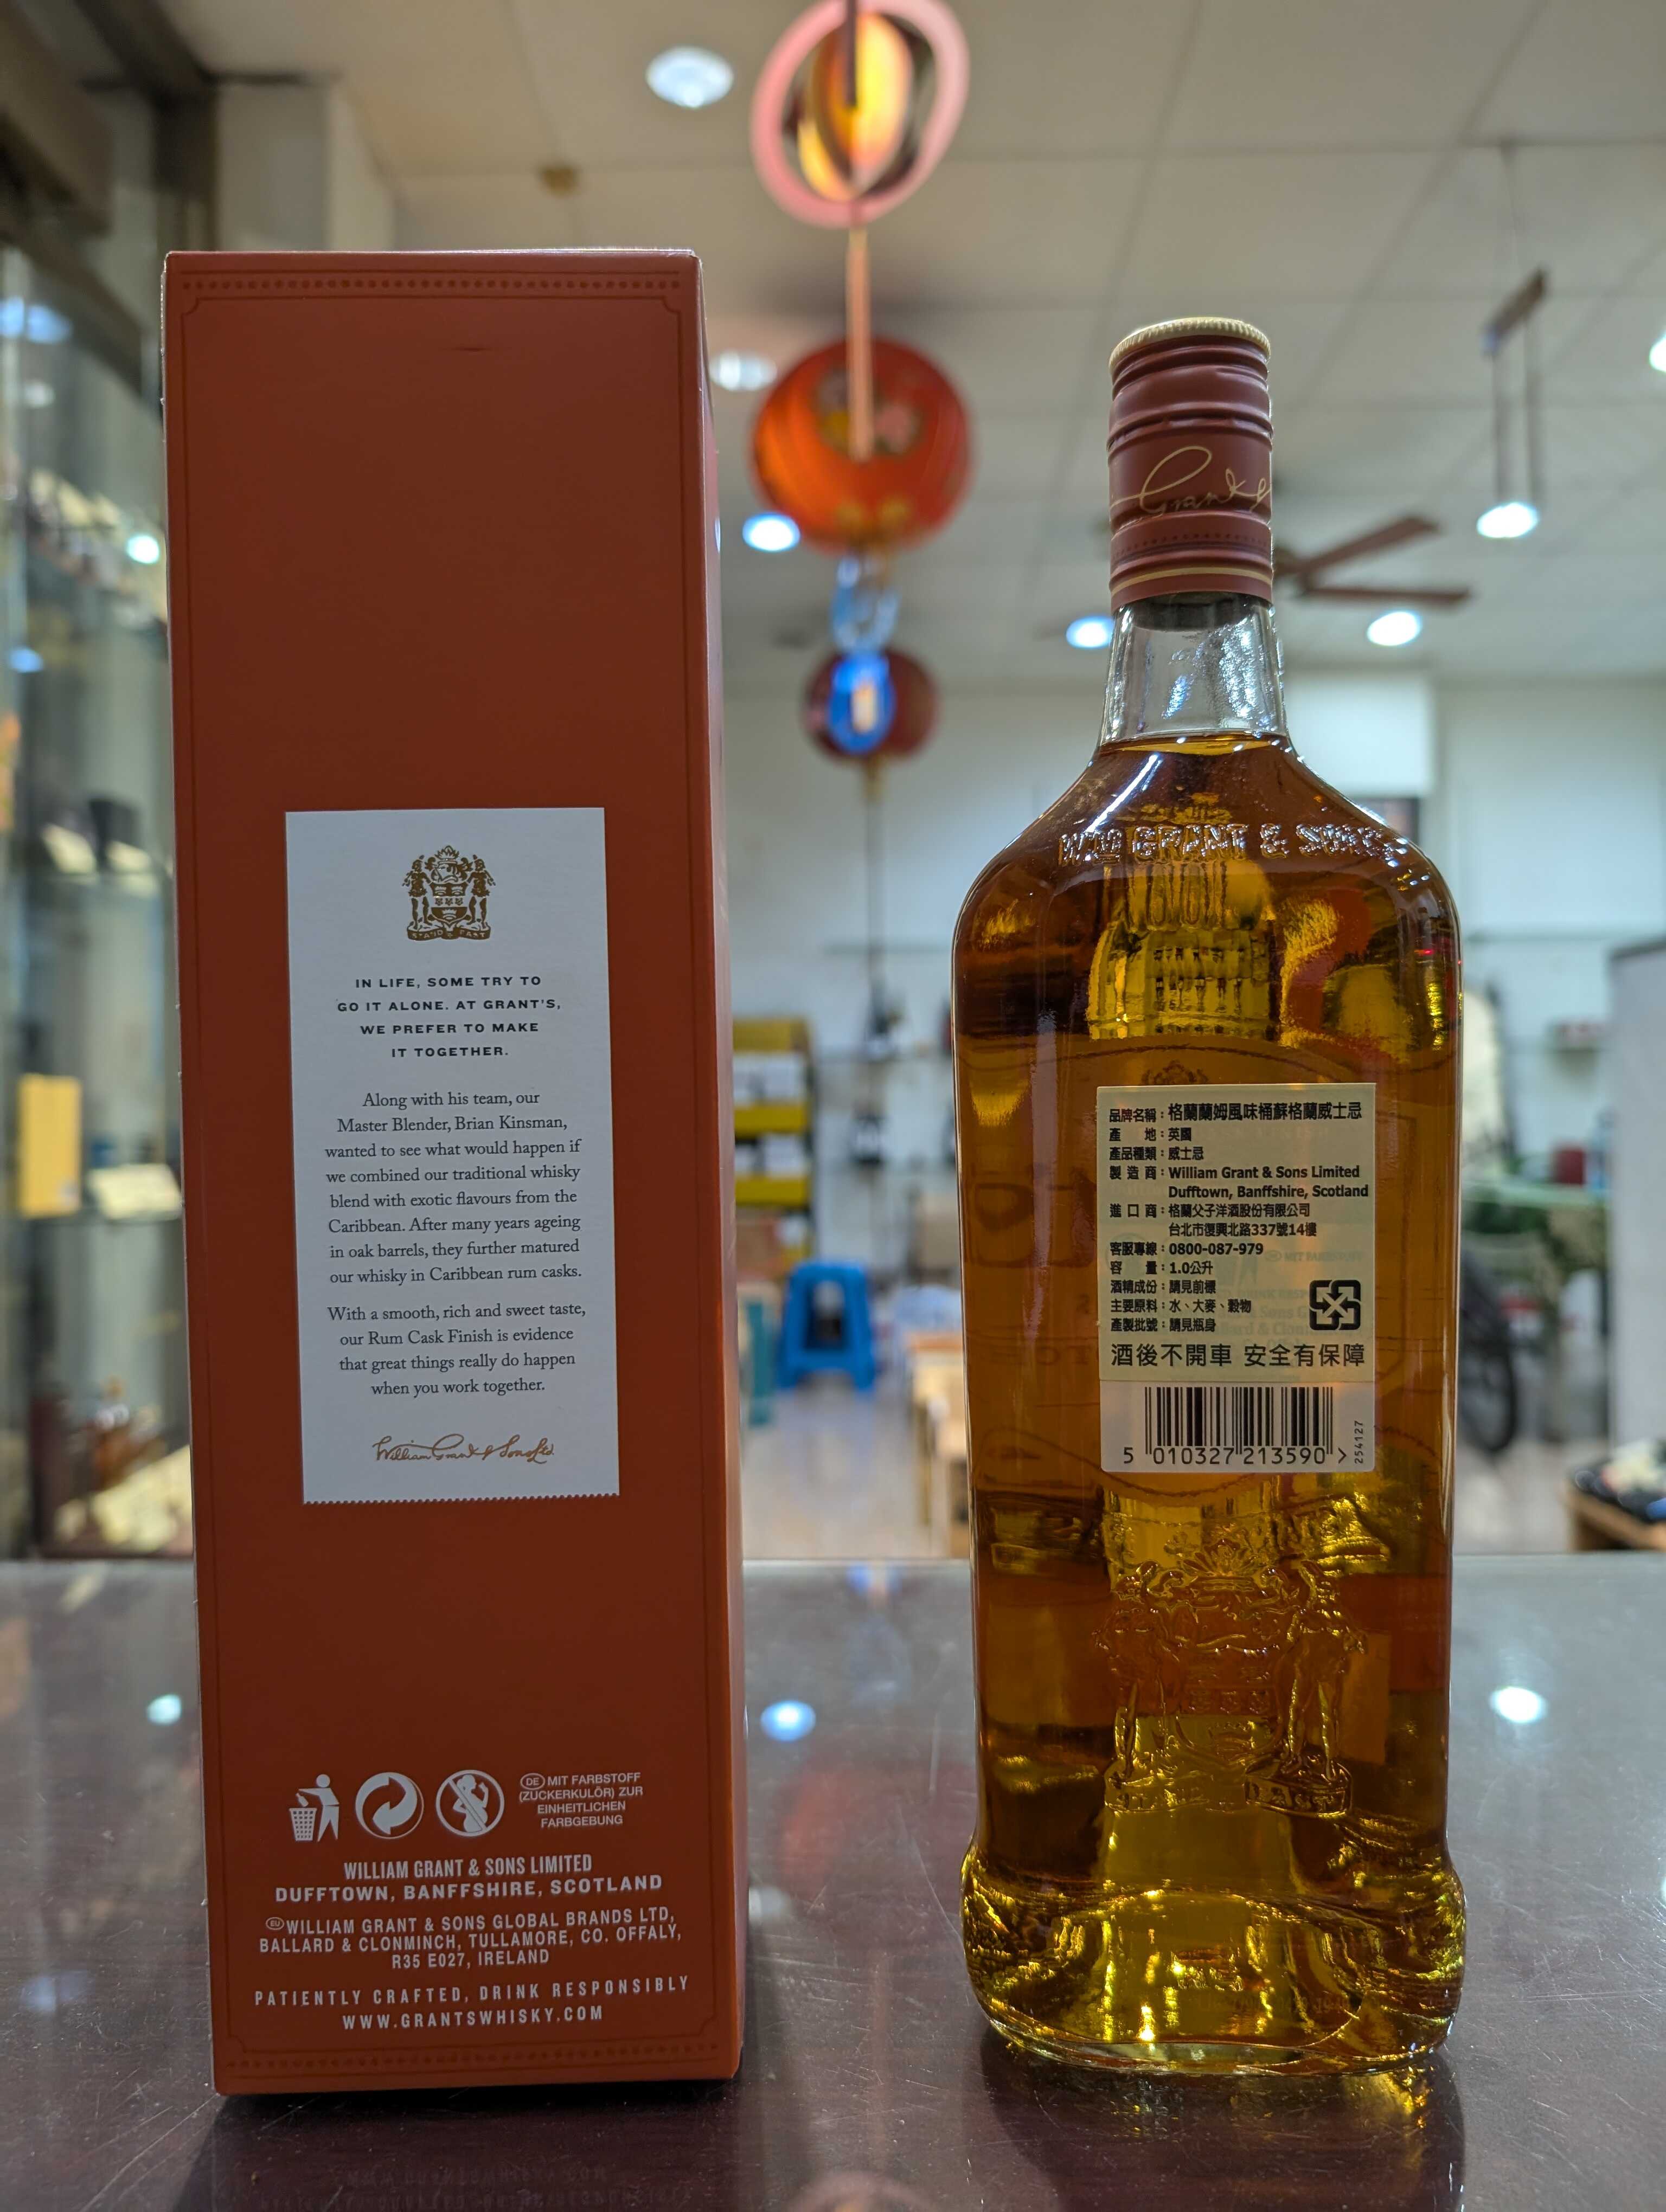 STAND FAST
IN LIFE, SOME TRY TO
GO IT ALONE. AT GRANT'S,
WE PREFER TO MAKE
IT TOGETHER.
Along with his team, our
Master Blender, Brian Kinsman,
wanted to see what would happen if
we combined our traditional whisky
blend with exotic flavours from the
Caribbean. After many years ageing
in oak barrels, they further matured
our whisky in Caribbean rum casks.
With a smooth, rich and sweet taste,
our Rum Cask Finish is evidence
that great things really do happen
when you work together.
William Grant & Sons Ltd.
DE MIT FARBSTOFF
(ZUCKERKULÖR) ZUR
EINHEITLICHEN
FARBGEBUNG
WILLIAM GRANT & SONS LIMITED
DUFFTOWN, BANFFSHIRE, SCOTLAND
EU WILLIAM GRANT & SONS GLOBAL BRANDS LTD,
BALLARD & CLONMINCH, TULLAMORE, CO. OFFALY,
R35 E027, IRELAND
PATIENTLY CRAFTED, DRINK RESPONSIBLY
WWW.GRANTSWHISKY.COM
Grant &
WM GRANT & SONS
品牌名稱：格蘭蘭姆風味桶蘇格蘭威士忌
產 地：英國
產品種類：威士忌
製造商：William Grant & Sons Limited
Dufftown, Banffshire, Scotland
進口商：格蘭父子洋酒股份有限公司
台北市復興北路337號14樓
客服專線：0800-087-979
容 量：1.0公升
酒精成份：請見前標
主要原料：水、大麥、穀物
產製批號：請見瓶身
酒後不開車 安全有保障
5 010327 213590 >
254127
FAST